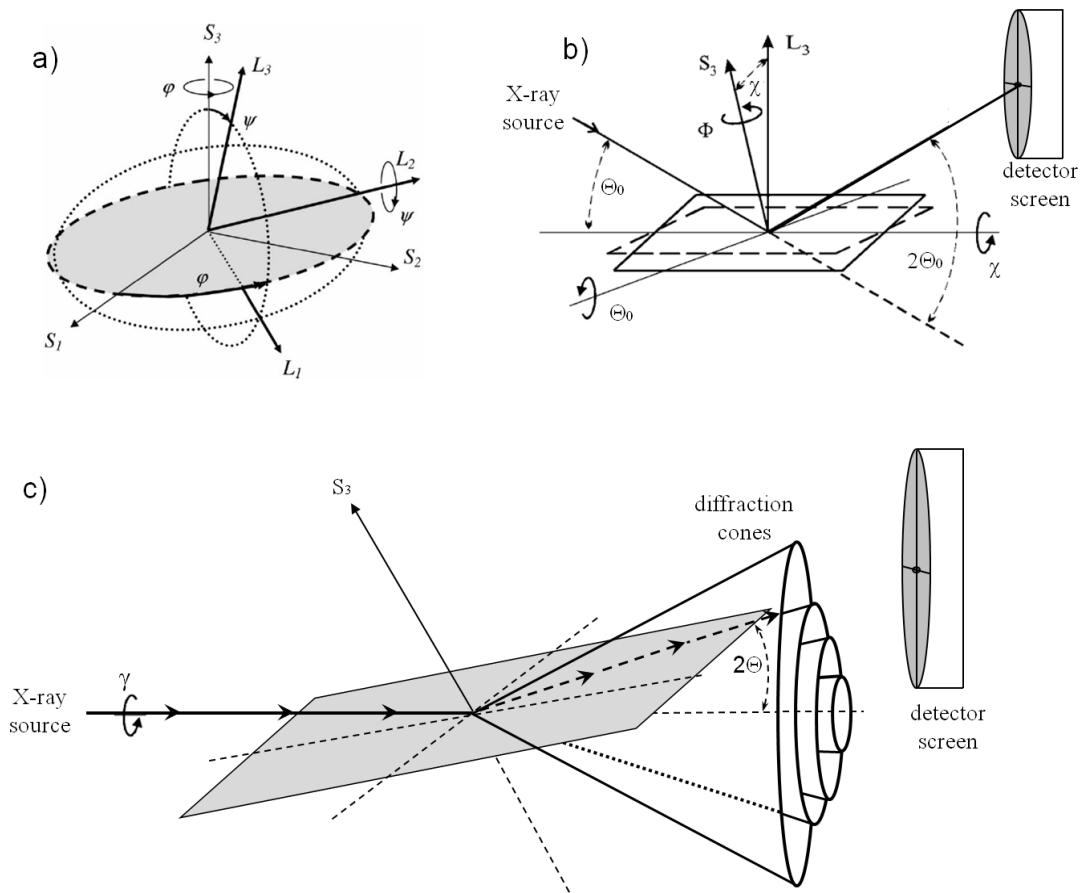 a)
S3
L3
φ
ψ
L2
ψ
S2
φ
S1
L1
b)
S3
L3
χ
X-ray
source
Φ
Θ0
detector
screen
2Θ0
χ
Θ0
c)
S3
diffraction
cones
2Θ
γ
X-ray
source
detector
screen